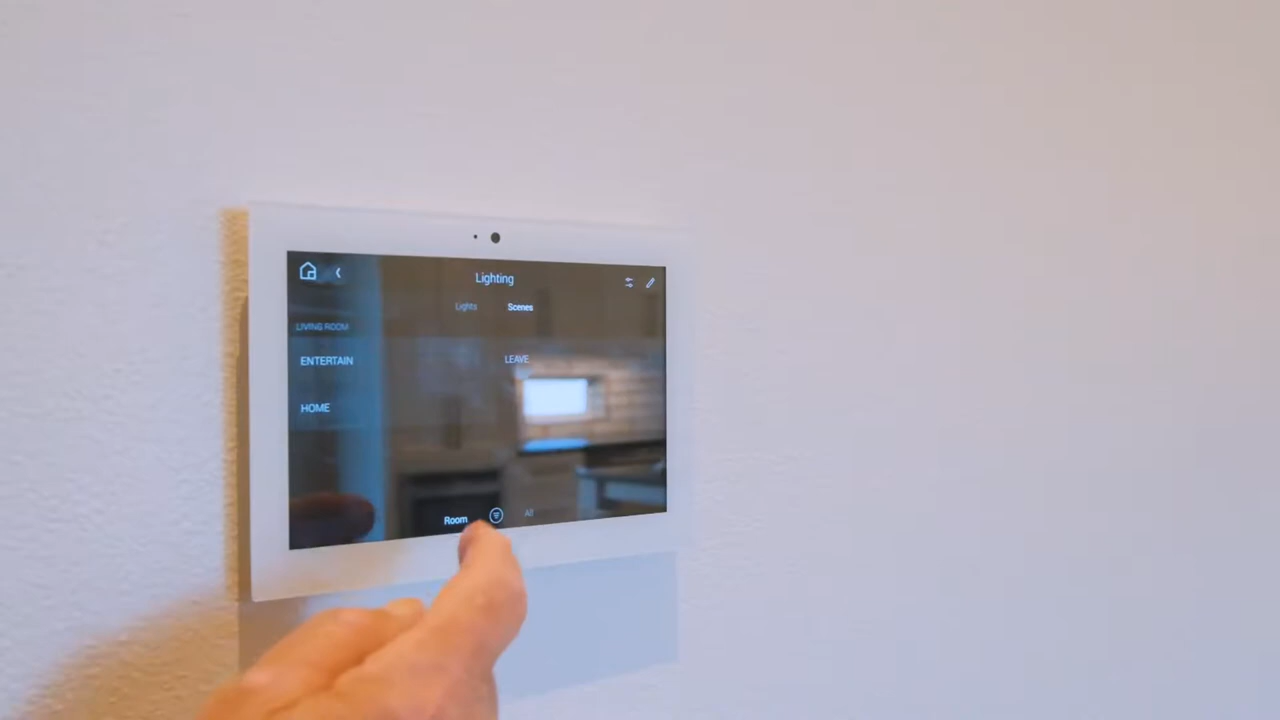 Lighting
Lights Scenes
LIVING ROOM
ENTERTAIN LEAVE
HOME
Room All